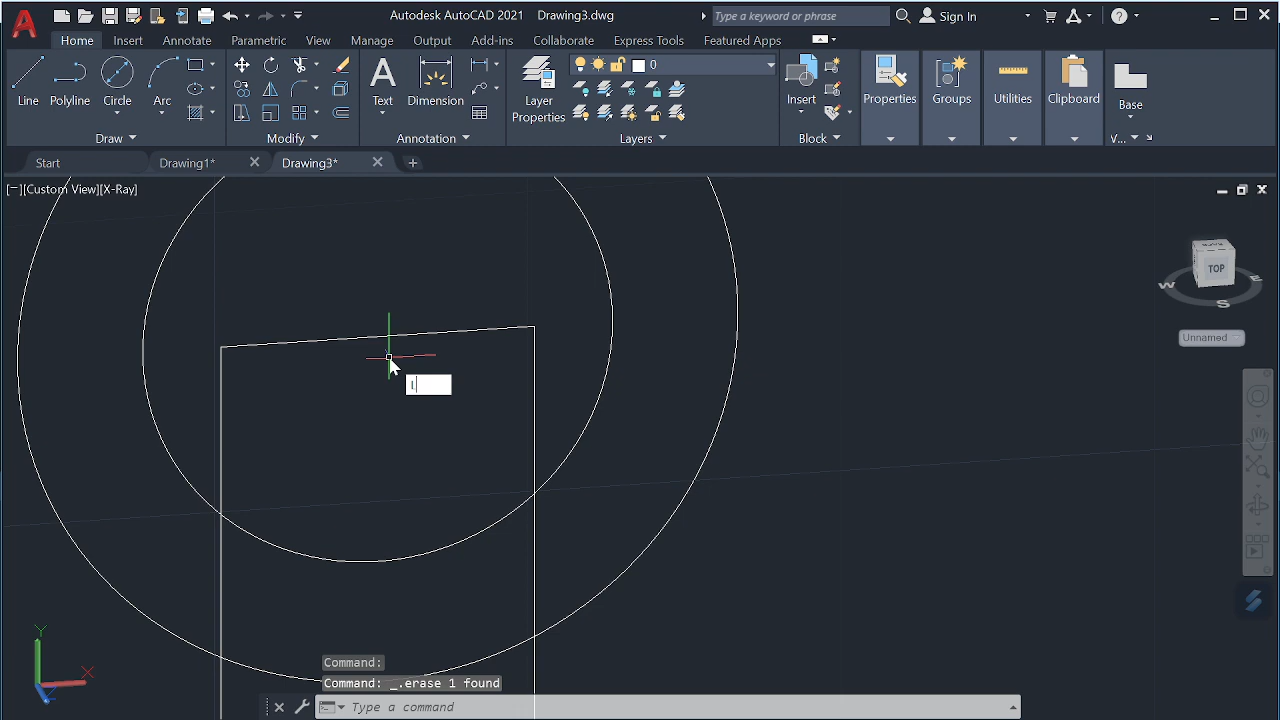 Autodesk AutoCAD 2021 Drawing3.dwg
Type a keyword or phrase
Sign In
Home Insert Annotate Parametric View Manage Output Add-ins Collaborate Express Tools Featured Apps
Line Polyline Circle Arc
Text Dimension
Layer
Properties
0
Insert Properties Groups Utilities Clipboard Base
Draw Modify Annotation Layers Block V...
Start Drawing1* Drawing3*
[−][Custom View][X-Ray]
BACK
TOP
W E
S
Unnamed
Y
X
Z
Command:
Command: _.erase 1 found
Type a command